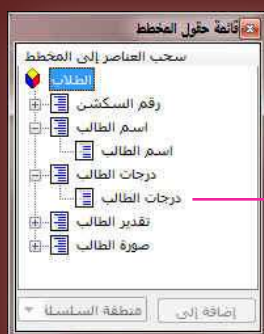 قائمة حقول المخطط
سحب العناصر إلى المخطط
الطلاب
رقم السكشن
اسم الطالب
اسم الطالب
درجات الطالب
درجات الطالب
تقدير الطالب
صورة الطالب
إضافة إلى منطقة السلسلة